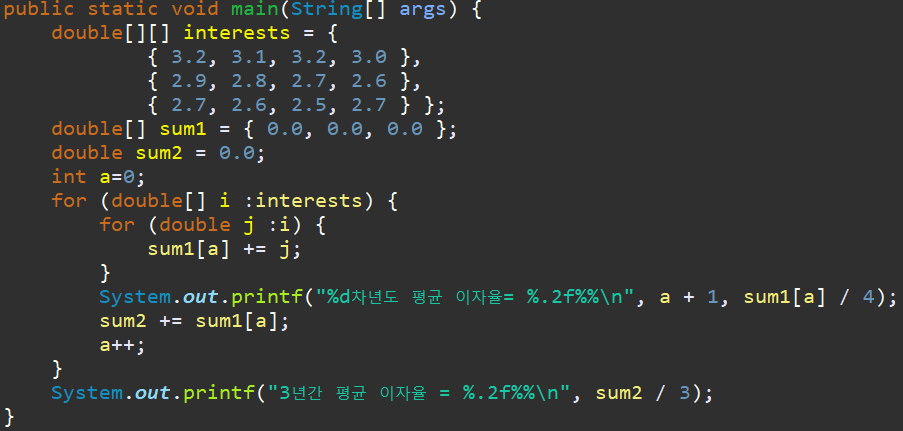 public static void main(String[] args) {
    double[][] interests = {
            { 3.2, 3.1, 3.2, 3.0 },
            { 2.9, 2.8, 2.7, 2.6 },
            { 2.7, 2.6, 2.5, 2.7 } };
    double[] sum1 = { 0.0, 0.0, 0.0 };
    double sum2 = 0.0;
    int a=0;
    for (double[] i :interests) {
        for (double j :i) {
            sum1[a] += j;
        }
        System.out.printf("%d차년도 평균 이자율= %.2f%%\n", a + 1, sum1[a] / 4);
        sum2 += sum1[a];
        a++;
    }
    System.out.printf("3년간 평균 이자율 = %.2f%%\n", sum2 / 3);
}